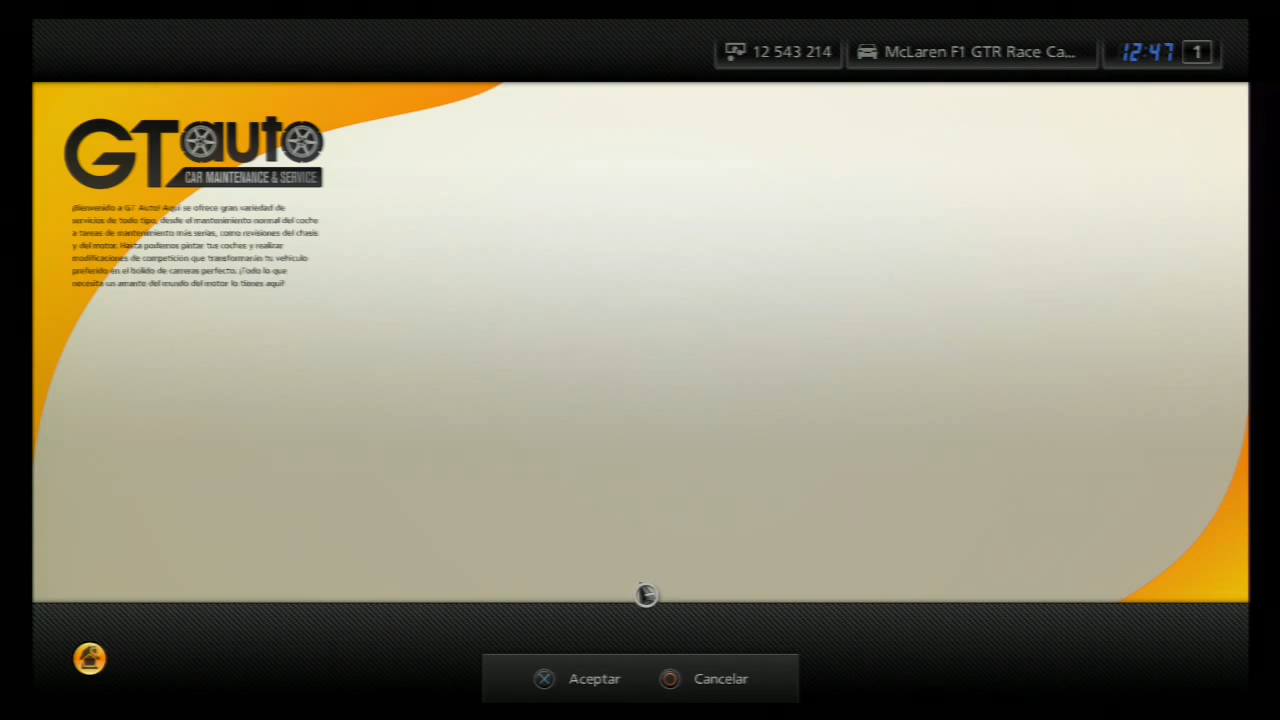 12 543 214
McLaren F1 GTR Race Ca...
12:47
1
GT auto
CAR MAINTENANCE & SERVICE
¡Bienvenido a GT Auto! Aquí se ofrece gran variedad de
servicios de todo tipo, desde el mantenimiento normal del coche
a tareas de mantenimiento más serias, como revisiones del chasis
y del motor. Hasta podemos pintar tus coches y realizar
modificaciones de competición que transformarán tu vehículo
preferido en el bólido de carreras perfecto. ¡Todo lo que
necesita un amante del mundo del motor lo tienes aquí!
Aceptar
Cancelar